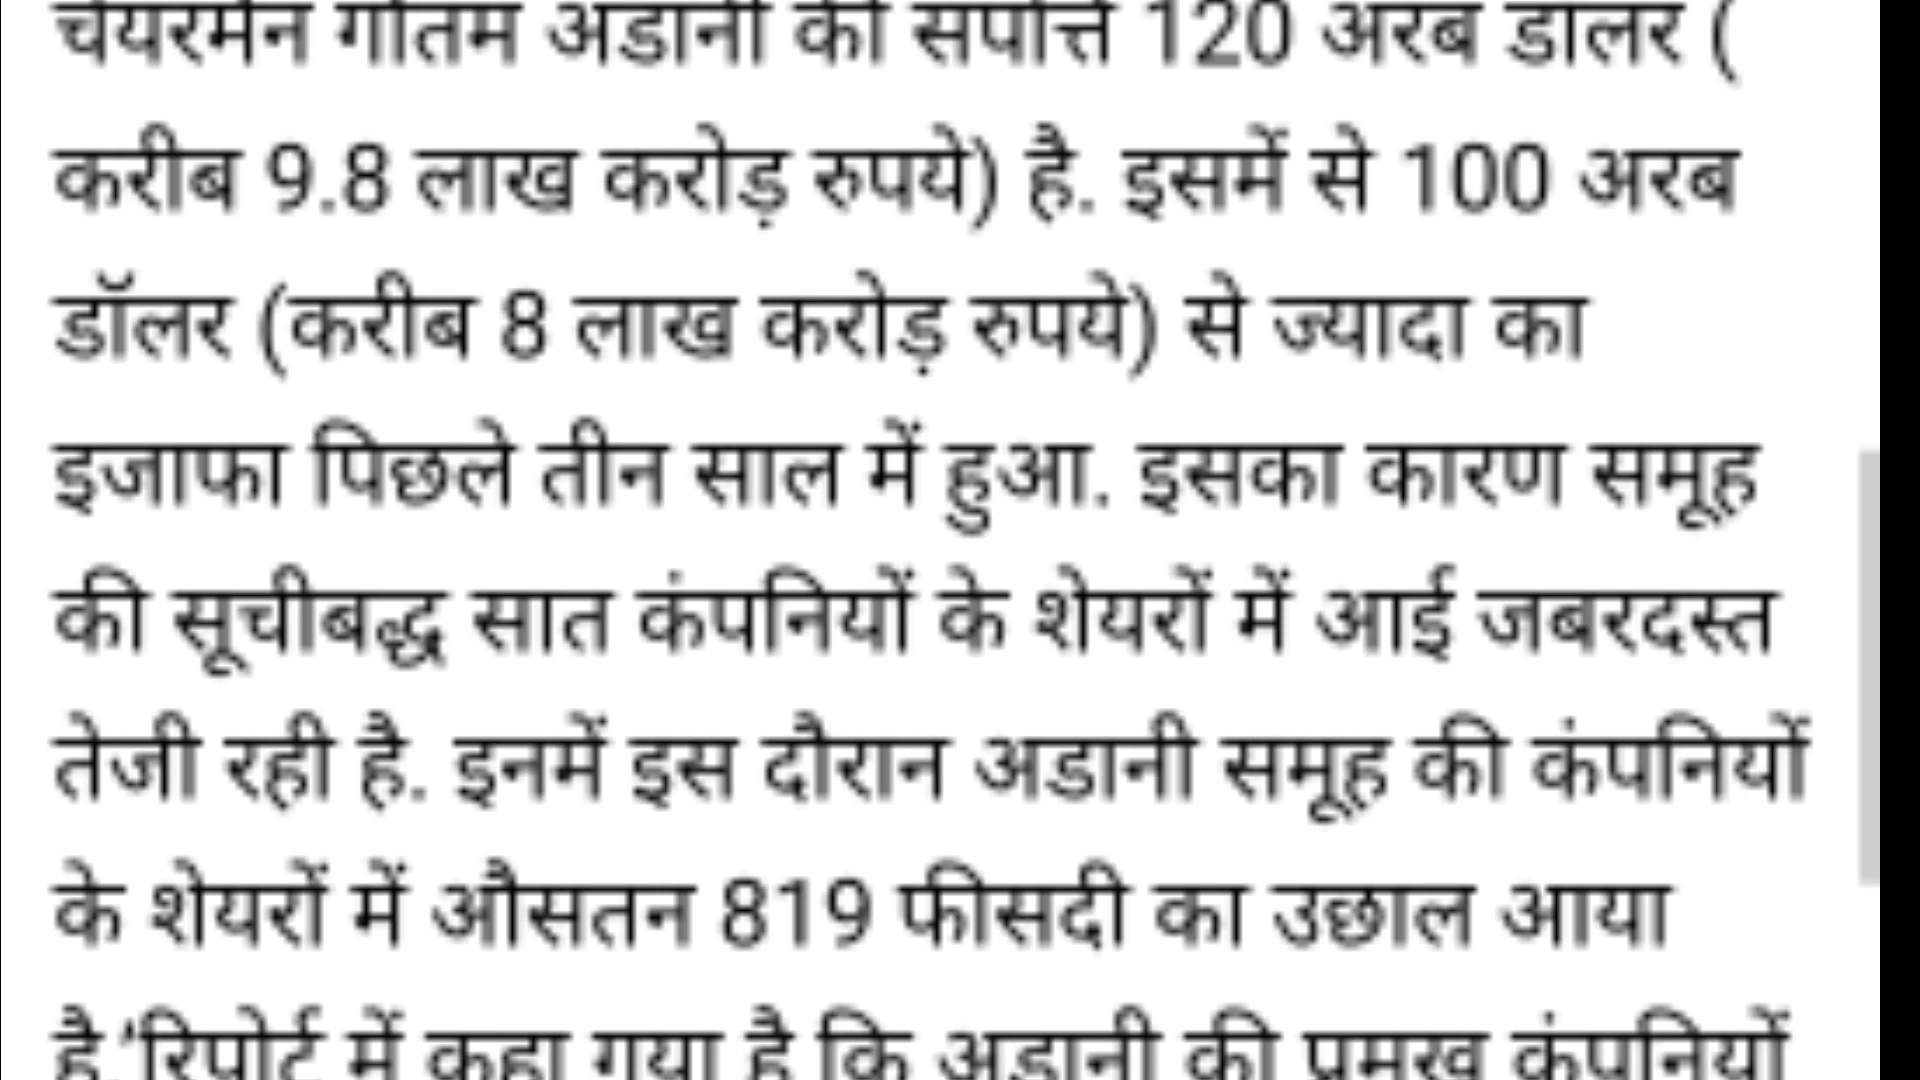 चेयरमैन गौतम अडानी की संपत्ति 120 अरब डॉलर (
करीब 9.8 लाख करोड़ रुपये) है. इसमें से 100 अरब
डॉलर (करीब 8 लाख करोड़ रुपये) से ज्यादा का
इजाफा पिछले तीन साल में हुआ. इसका कारण समूह
की सूचीबद्ध सात कंपनियों के शेयरों में आई जबरदस्त
तेजी रही है. इनमें इस दौरान अडानी समूह की कंपनियों
के शेयरों में औसतन 819 फीसदी का उछाल आया
है.‘रिपोर्ट में कहा गया है कि अडानी की प्रमुख कंपनियों